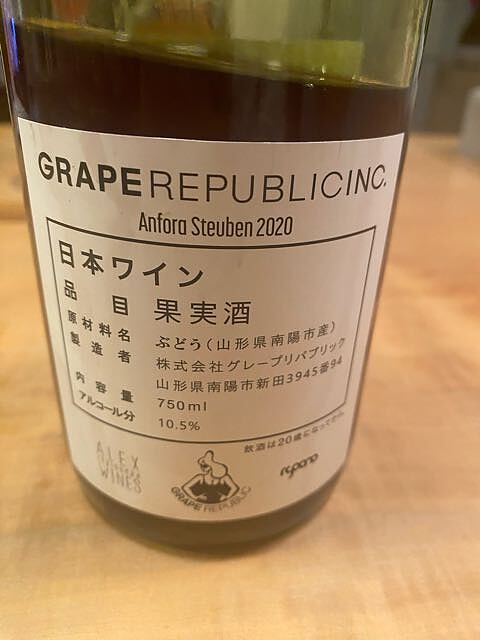 GRAPEREPUBLICINC.
Anfora Steuben 2020
日本ワイン
品目 果実酒
原材料名 ぶどう(山形県南陽市産)
製造者 株式会社グレープリパブリック
山形県南陽市新田3945番94
内容量 750ml
アルコール分 10.5%
飲酒は20歳になってから。
ALEX
WINES
GRAPE REPUBLIC